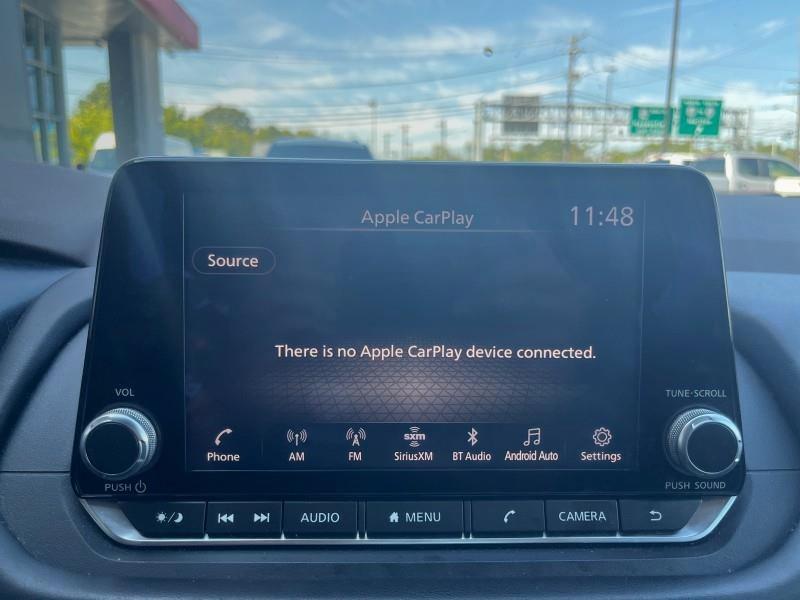 Apple CarPlay 11:48
Source
There is no Apple CarPlay device connected.
VOL
TUNE·SCROLL
sxm
Phone AM FM SiriusXM BT Audio Android Auto Settings
PUSH
PUSH SOUND
AUDIO MENU CAMERA